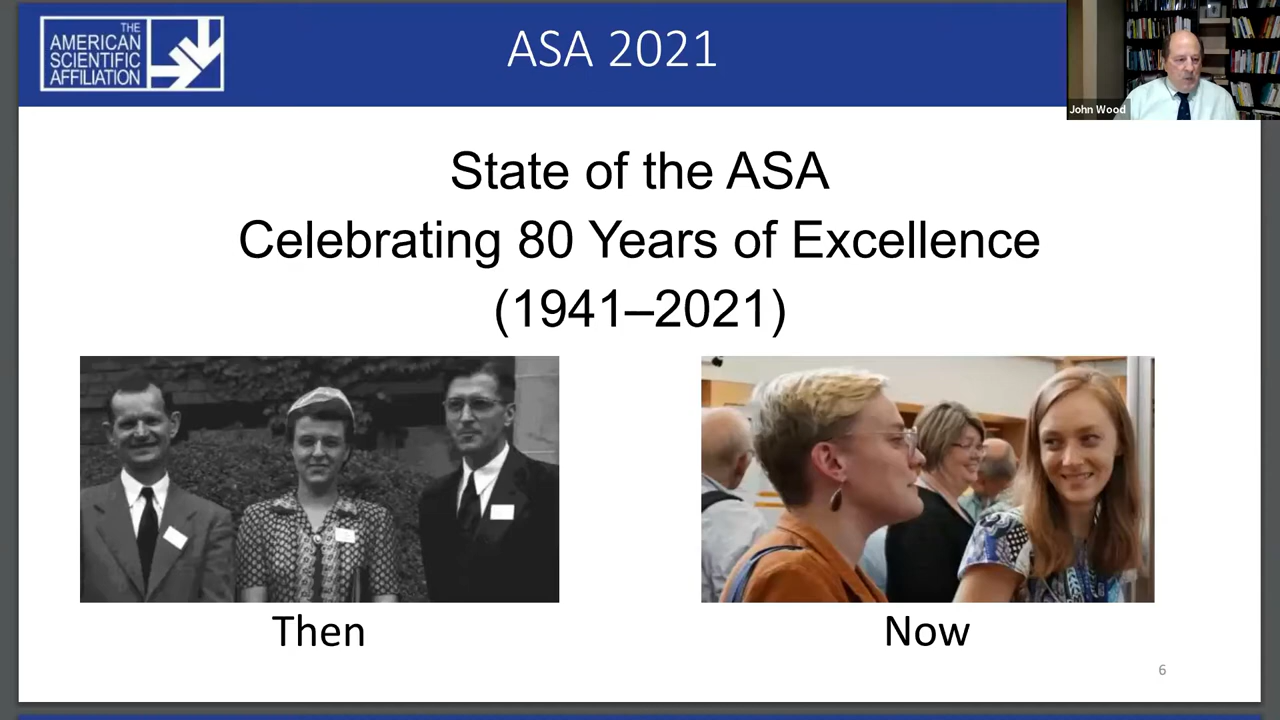 THE
AMERICAN
SCIENTIFIC
AFFILIATION
ASA 2021
John Wood
State of the ASA
Celebrating 80 Years of Excellence
(1941–2021)
Then
Now
6